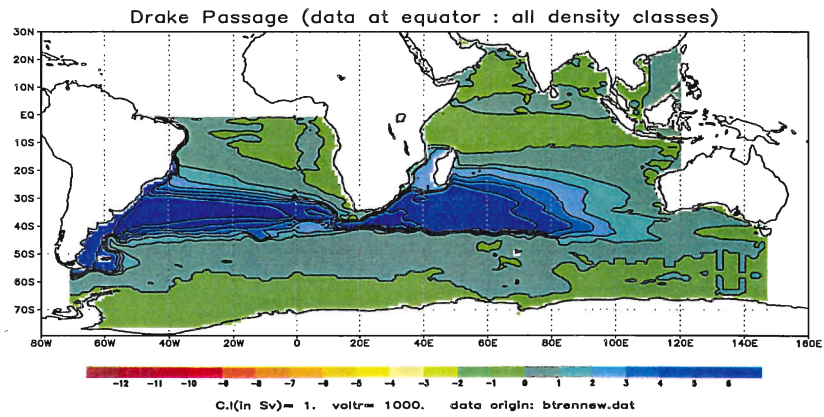 Drake Passage (data at equator : all density classes)
30N
20N
10N
EQ
10S
20S
30S
40S
50S
60S
70S
80W 60W 40W 20W 0 20E 40E 60E 80E 100E 120E 140E 160E
-12 -11 -10 -9 -8 -7 -6 -5 -4 -3 -2 -1 0 1 2 3 4 5 6
C.I(in Sv)= 1. voltr= 1000. data origin: btrennew.dat